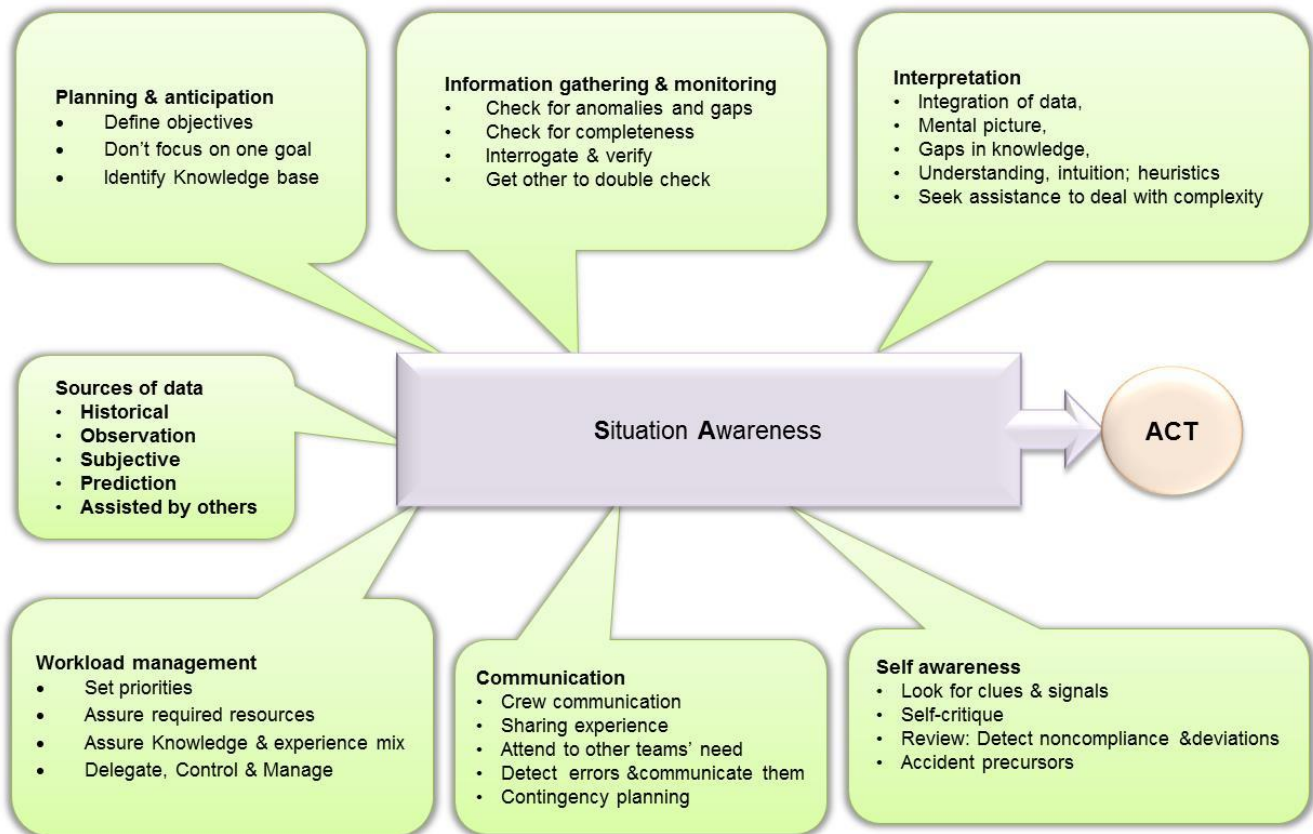 Planning & anticipation
• Define objectives
• Don't focus on one goal
• Identify Knowledge base
Information gathering & monitoring
• Check for anomalies and gaps
• Check for completeness
• Interrogate & verify
• Get other to double check
Interpretation
• Integration of data,
• Mental picture,
• Gaps in knowledge,
• Understanding, intuition; heuristics
• Seek assistance to deal with complexity
Sources of data
• Historical
• Observation
• Subjective
• Prediction
• Assisted by others
Situation Awareness
ACT
Workload management
• Set priorities
• Assure required resources
• Assure Knowledge & experience mix
• Delegate, Control & Manage
Communication
• Crew communication
• Sharing experience
• Attend to other teams' need
• Detect errors &communicate them
• Contingency planning
Self awareness
• Look for clues & signals
• Self-critique
• Review: Detect noncompliance &deviations
• Accident precursors